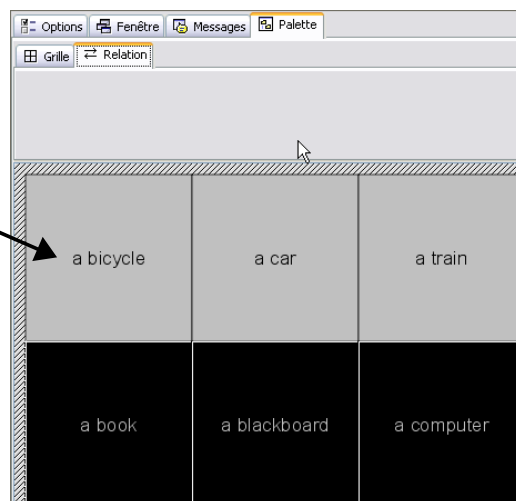 Options Fenêtre Messages Palette
Grille Relation
a bicycle a car a train
a book a blackboard a computer